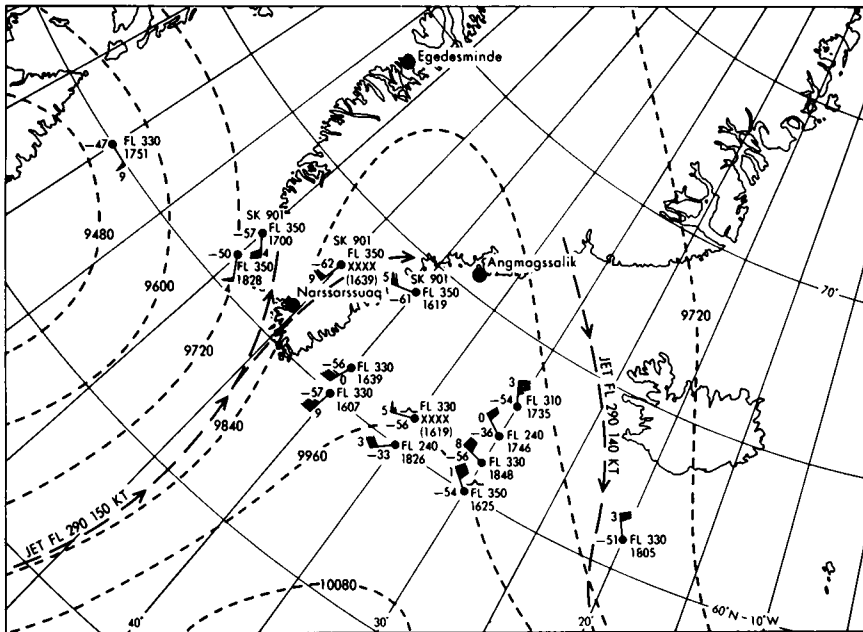 Egedesminde
-47 FL 330
1751
9
9480
9600
9720
9840
9960
10080
SK 901
-57 FL 350
1700
-50
FL 350
1828
SK 901
FL 350
-62 XXXX
9 (1639)
5
SK 901
-61 FL 350
1619
Angmagssalik
Narssarssuaq
-56 FL 330
0 1639
-57 FL 330
9 1607
5 FL 330
-56 XXXX
(1619)
3 FL 240
-33 1826
3
-54 FL 310
1735
0
-36 FL 240
1746
8
-56 FL 330
1848
1
-54 FL 350
1625
3
-51 FL 330
1805
9720
70°
JET FL 290 140 KT
JET FL 290 150 KT
40°
30°
20°
60°N -10°W